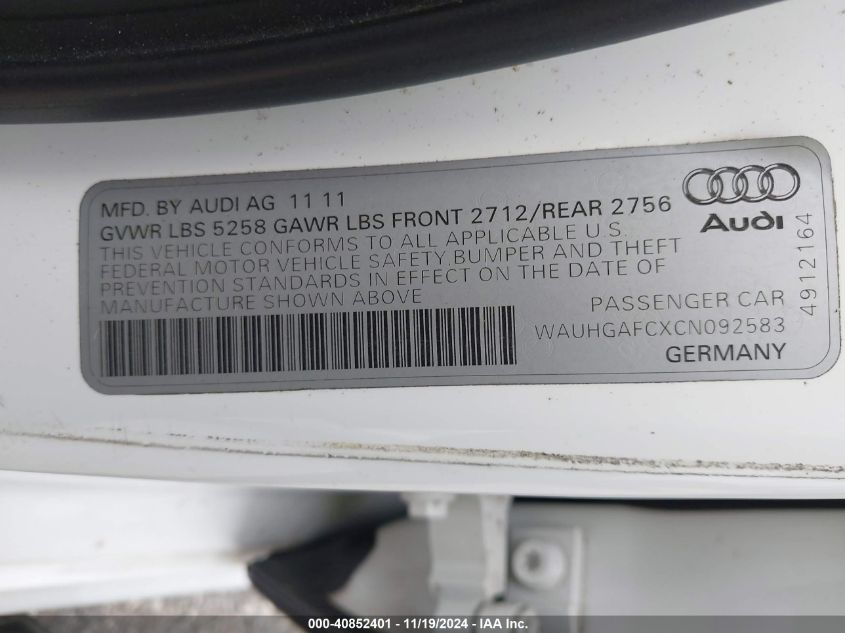 MFD. BY AUDI AG 11 11
GVWR LBS 5258 GAWR LBS FRONT 2712/REAR 2756
THIS VEHICLE CONFORMS TO ALL APPLICABLE U.S.
FEDERAL MOTOR VEHICLE SAFETY,BUMPER AND THEFT
PREVENTION STANDARDS IN EFFECT ON THE DATE OF
MANUFACTURE SHOWN ABOVE
Audi
4912164
PASSENGER CAR
WAUHGAFCXCN092583
GERMANY
000-40852401 - 11/19/2024 - IAA Inc.